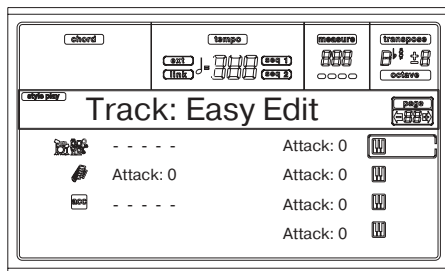 chord tempo measure transpose
ext seq 1
link seq 2
octave
style play
Track: Easy Edit
page
- - - - - Attack: 0
Attack: 0 Attack: 0
acc - - - - - Attack: 0
Attack: 0